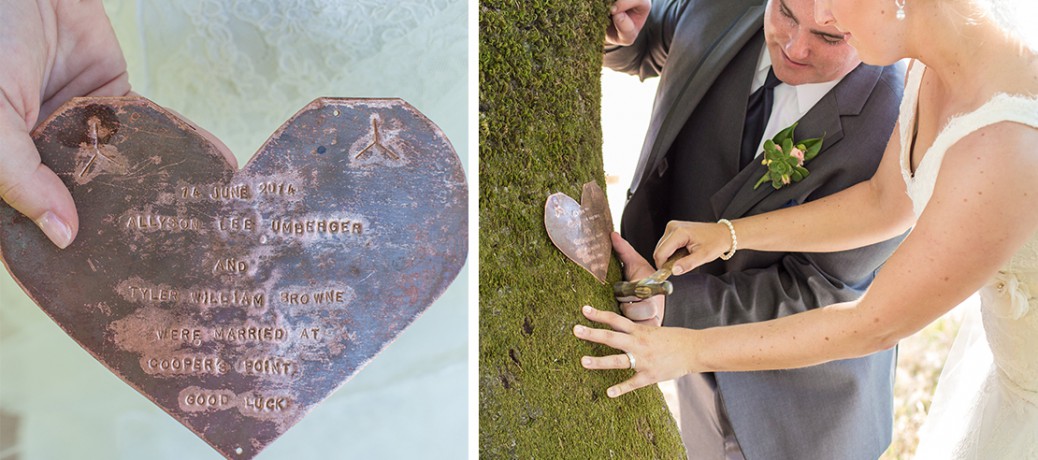 14 JUNE 2014
ALLYSON LEE UMBERGER
AND
TYLER WILLIAM BROWNE
WERE MARRIED AT
COOPER'S POINT
GOOD LUCK